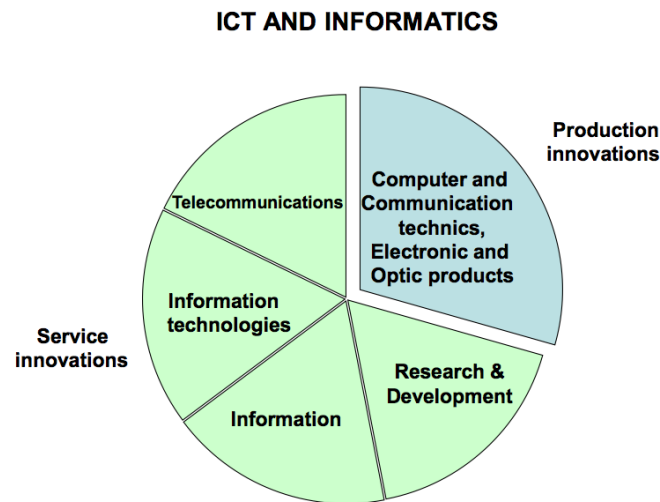 ICT AND INFORMATICS
Production
innovations
Computer and
Communication
technics,
Electronic and
Optic products
Telecommunications
Information
technologies
Service
innovations
Research &
Development
Information